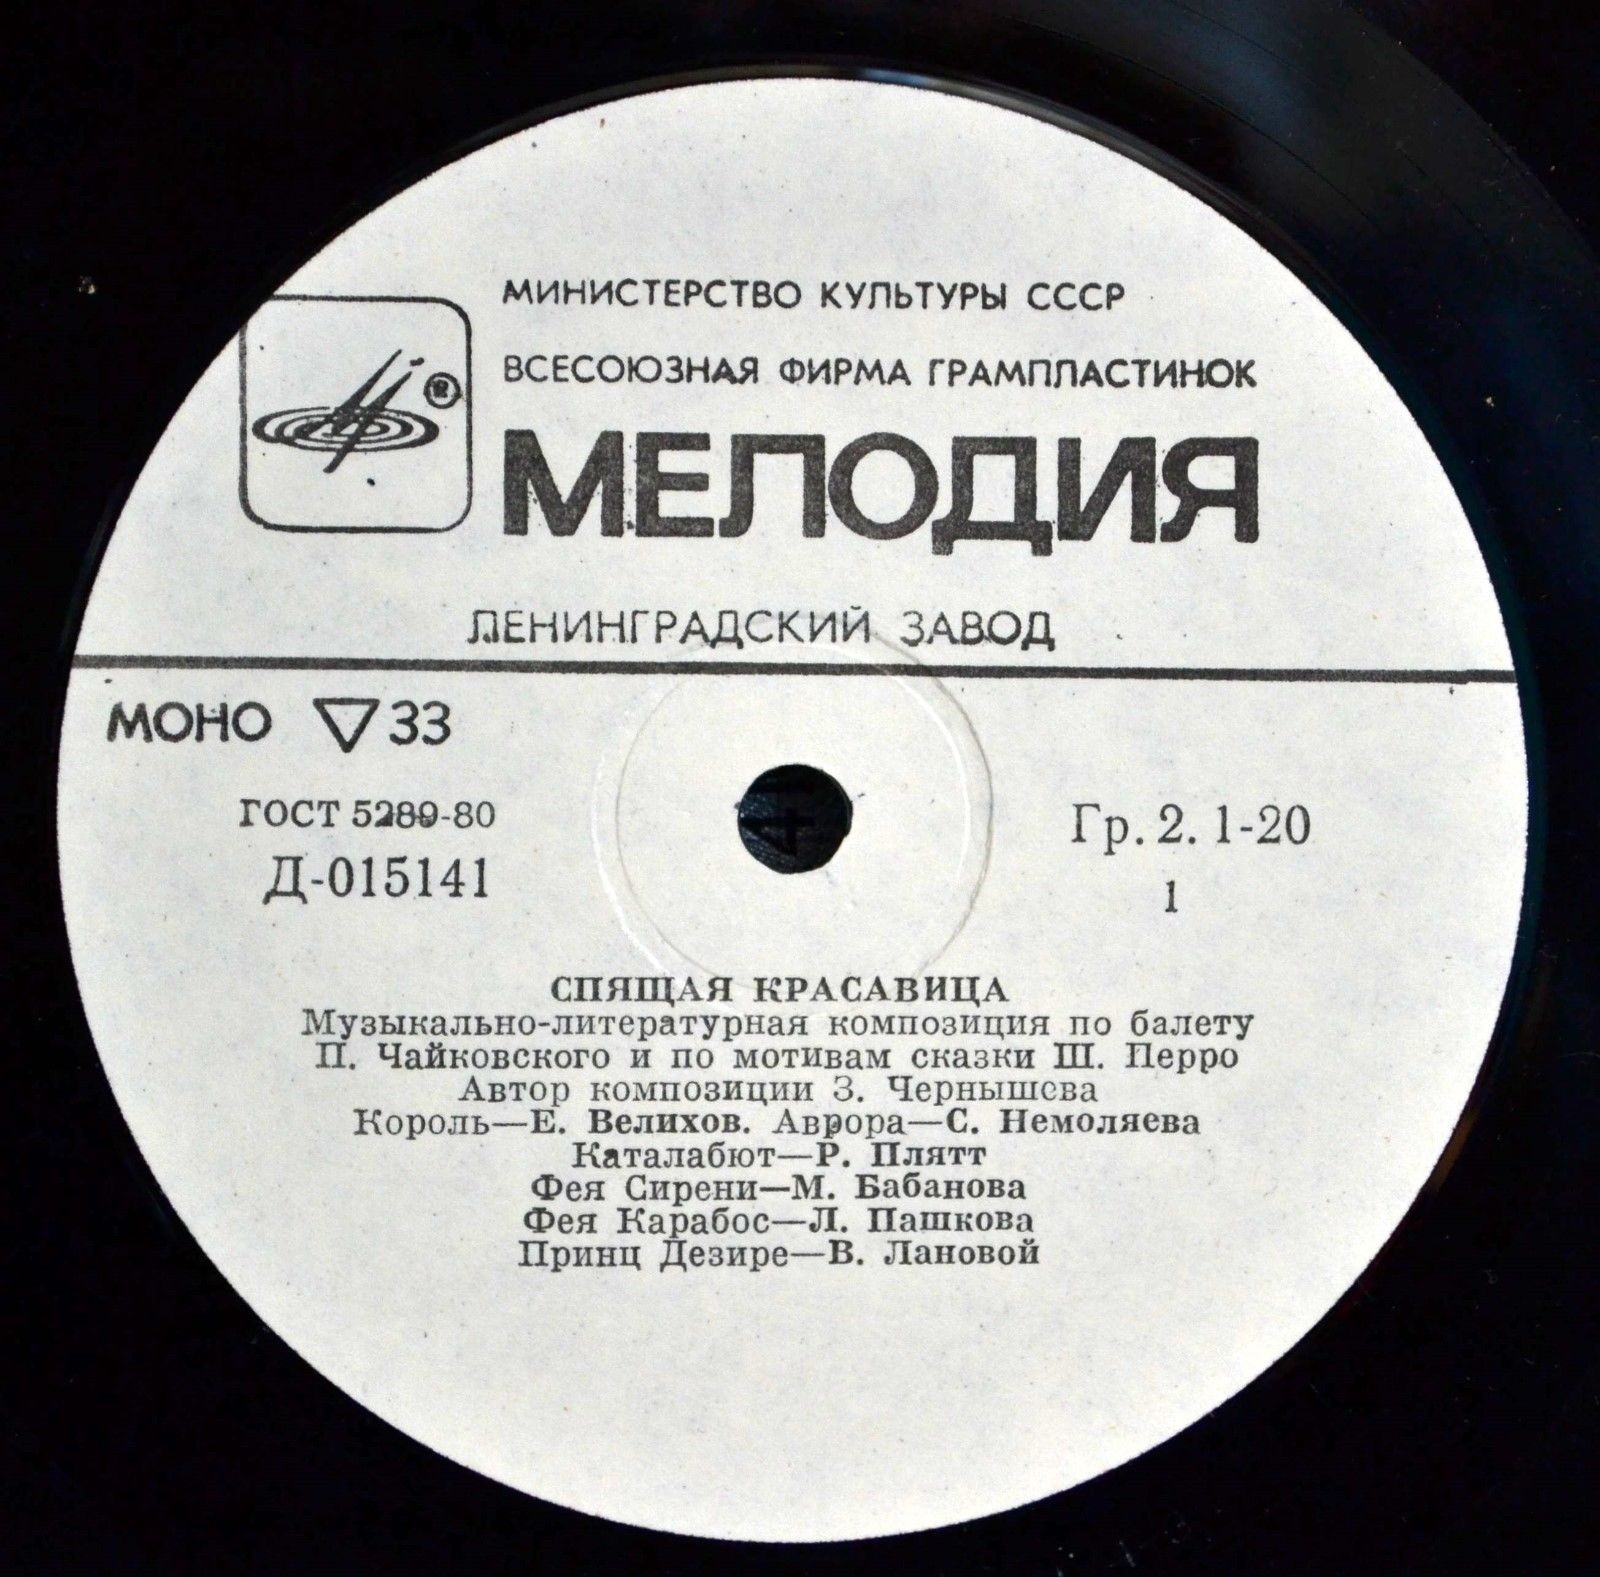 МИНИСТЕРСТВО КУЛЬТУРЫ СССР
ВСЕСОЮЗНАЯ ФИРМА ГРАМПЛАСТИНОК
МЕЛОДИЯ
ЛЕНИНГРАДСКИЙ ЗАВОД
МОНО ▽ 33
ГОСТ 5289-80
Д-015141
Гр. 2. 1-20
1
СПЯЩАЯ КРАСАВИЦА
Музыкально-литературная композиция по балету
П. Чайковского и по мотивам сказки Ш. Перро
Автор композиции З. Чернышева
Король—Е. Велихов. Аврора—С. Немоляева
Каталабют—Р. Плятт
Фея Сирени—М. Бабанова
Фея Карабос—Л. Пашкова
Принц Дезире—В. Лановой